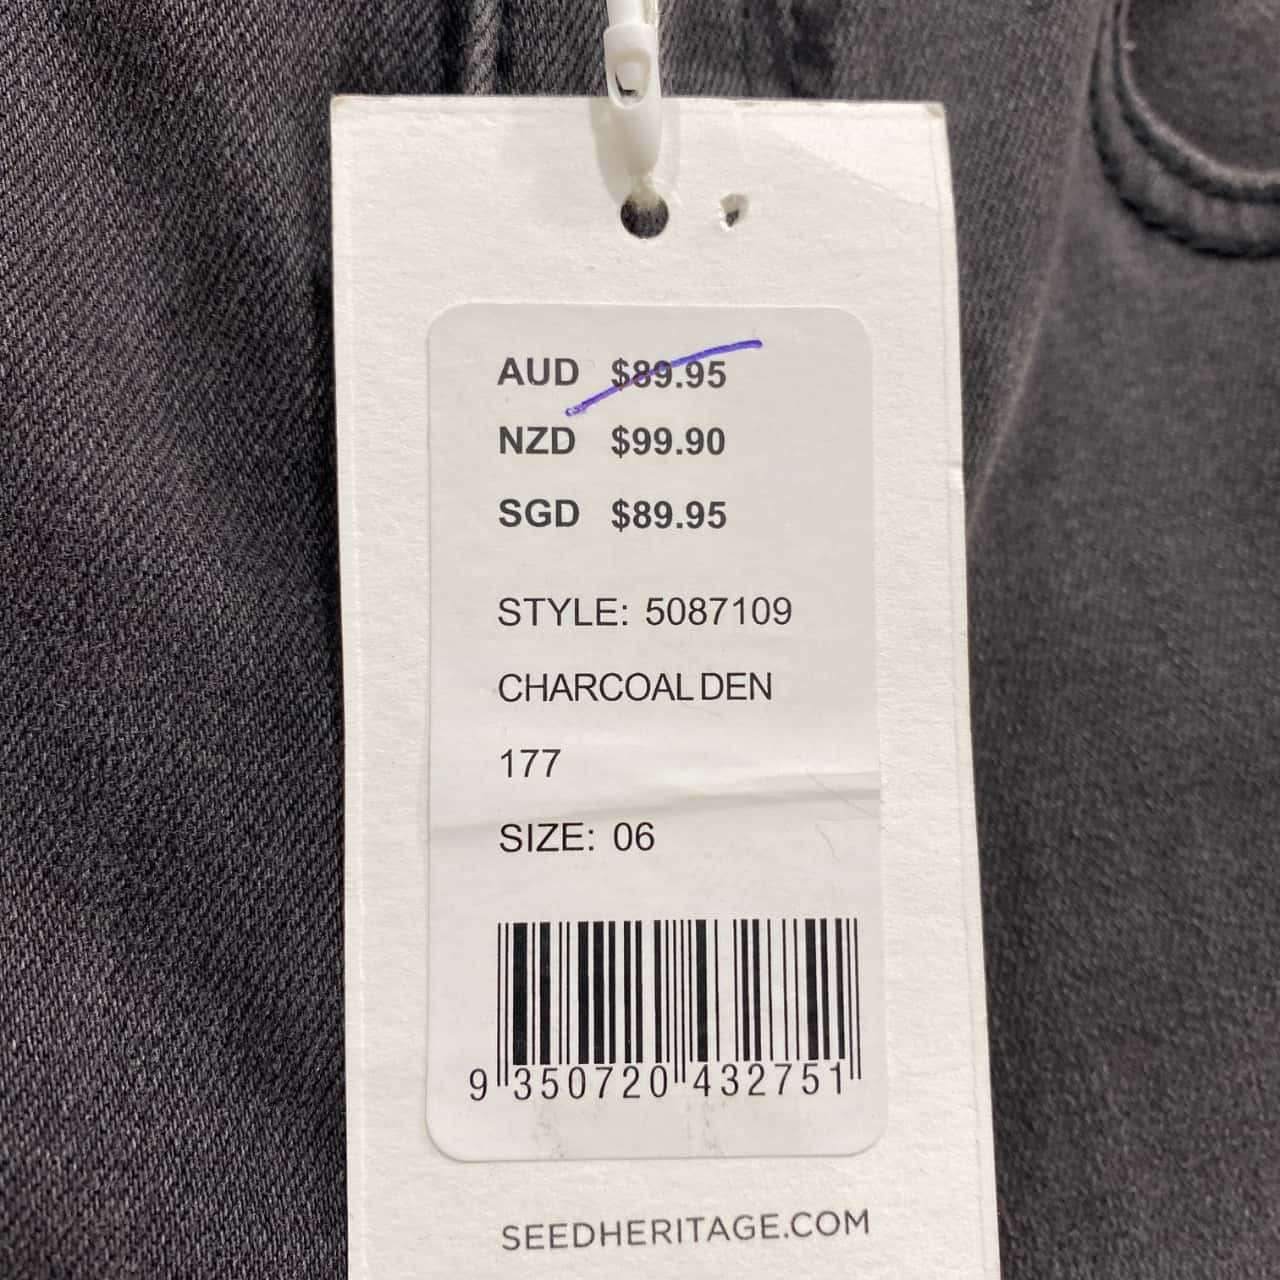 AUD $89.95
NZD $99.90
SGD $89.95
STYLE: 5087109
CHARCOAL DEN
177
SIZE: 06
9 350720 432751
SEEDHERITAGE.COM